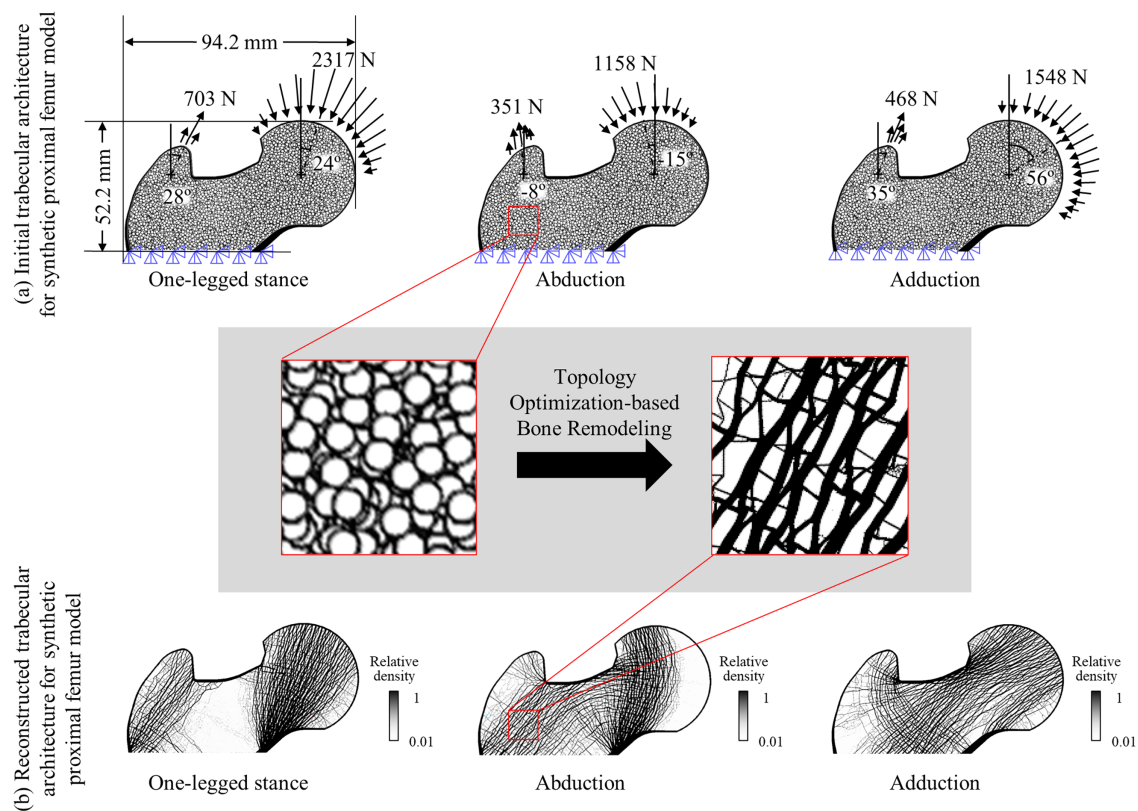 (a) Initial trabecular architecture
for synthetic proximal femur model
94.2 mm
52.2 mm
703 N
2317 N
28º
24º
One-legged stance
351 N
1158 N
-8º
-15º
Abduction
468 N
1548 N
35º
56º
Adduction
Topology
Optimization-based
Bone Remodeling
(b) Reconstructed trabecular
architecture for synthetic
proximal femur model
Relative
density
1
0.01
One-legged stance
Relative
density
1
0.01
Abduction
Relative
density
1
0.01
Adduction